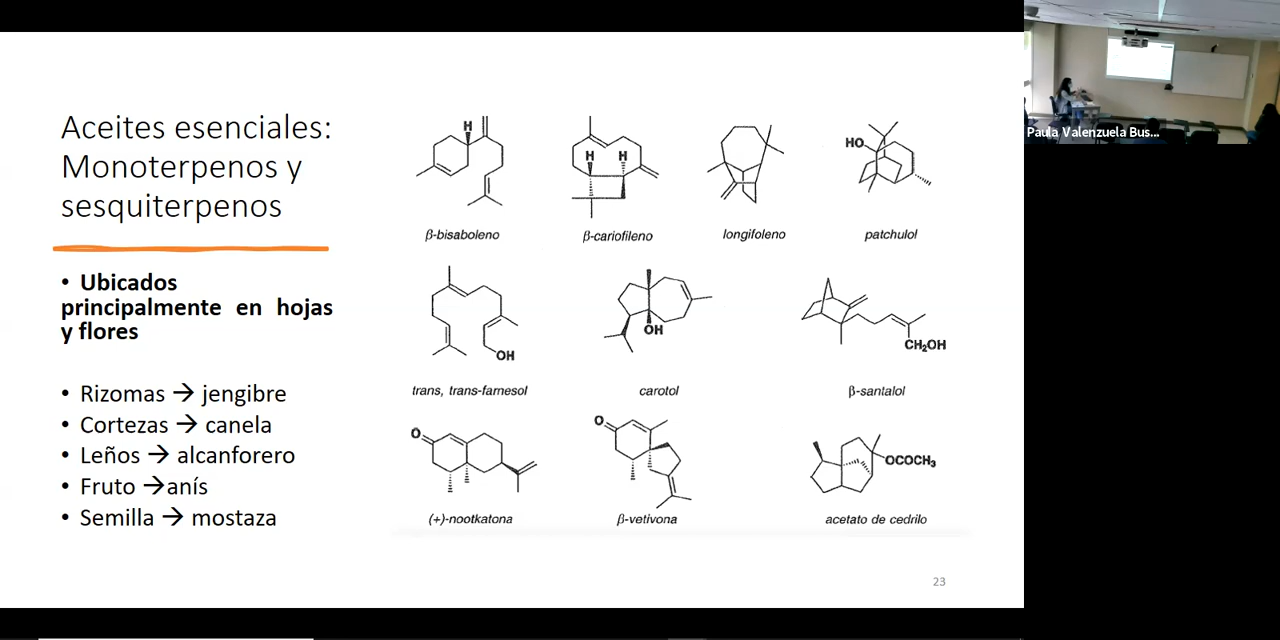 Aceites esenciales:
Monoterpenos y
sesquiterpenos
• Ubicados
principalmente en hojas
y flores
• Rizomas → jengibre
• Cortezas → canela
• Leños → alcanforero
• Fruto →anís
• Semilla → mostaza
H
β-bisaboleno
H H
β-cariofileno
longifoleno
HO
patchulol
OH
trans, trans-farnesol
OH
carotol
CH₂OH
β-santalol
O
(+)-nootkatona
O
β-vetivona
OCOCH₃
acetato de cedrilo
23
Paula Valenzuela Bus...